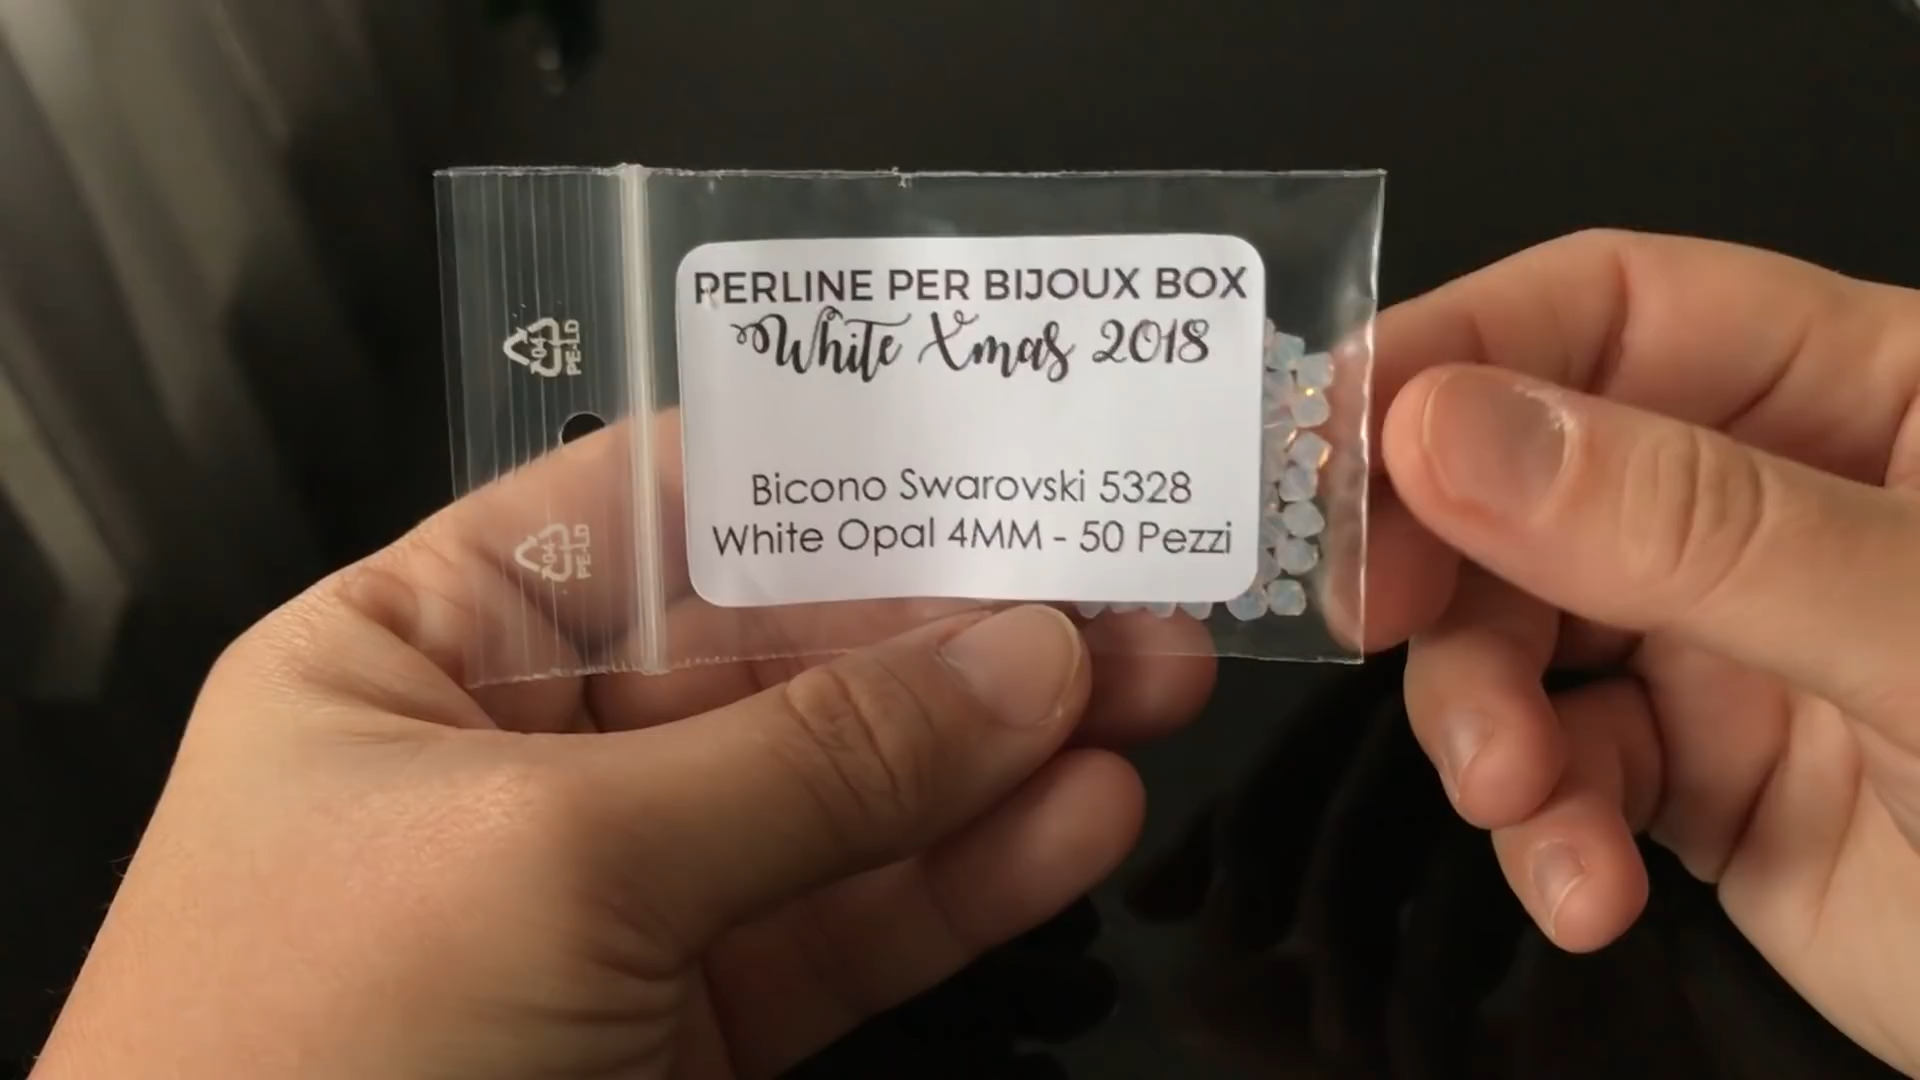 PERLINE PER BIJOUX BOX
White Xmas 2018
Bicono Swarovski 5328
White Opal 4MM - 50 Pezzi
04
PE-LD
04
PE-LD